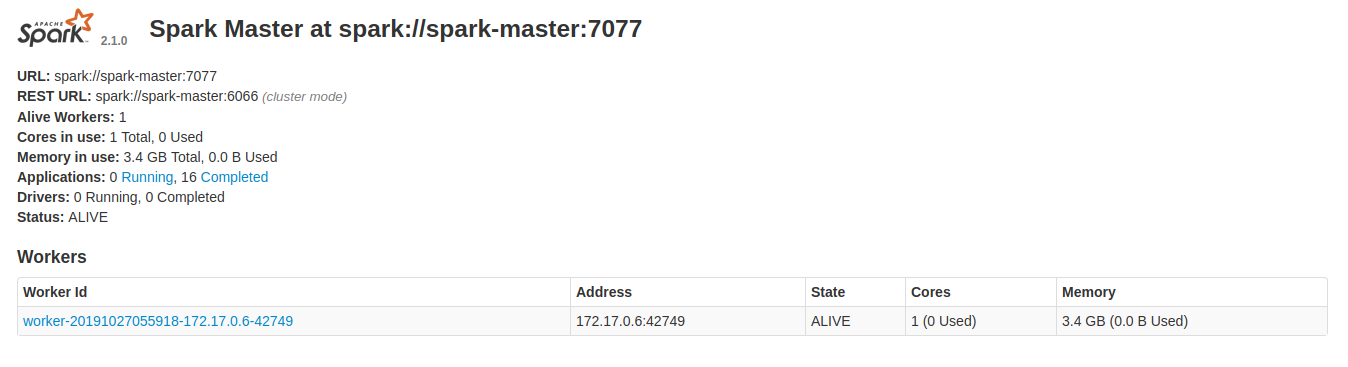 APACHE
Spark 2.1.0 Spark Master at spark://spark-master:7077
URL: spark://spark-master:7077
REST URL: spark://spark-master:6066 (cluster mode)
Alive Workers: 1
Cores in use: 1 Total, 0 Used
Memory in use: 3.4 GB Total, 0.0 B Used
Applications: 0 Running, 16 Completed
Drivers: 0 Running, 0 Completed
Status: ALIVE
Workers
Worker Id Address State Cores Memory
worker-20191027055918-172.17.0.6-42749 172.17.0.6:42749 ALIVE 1 (0 Used) 3.4 GB (0.0 B Used)